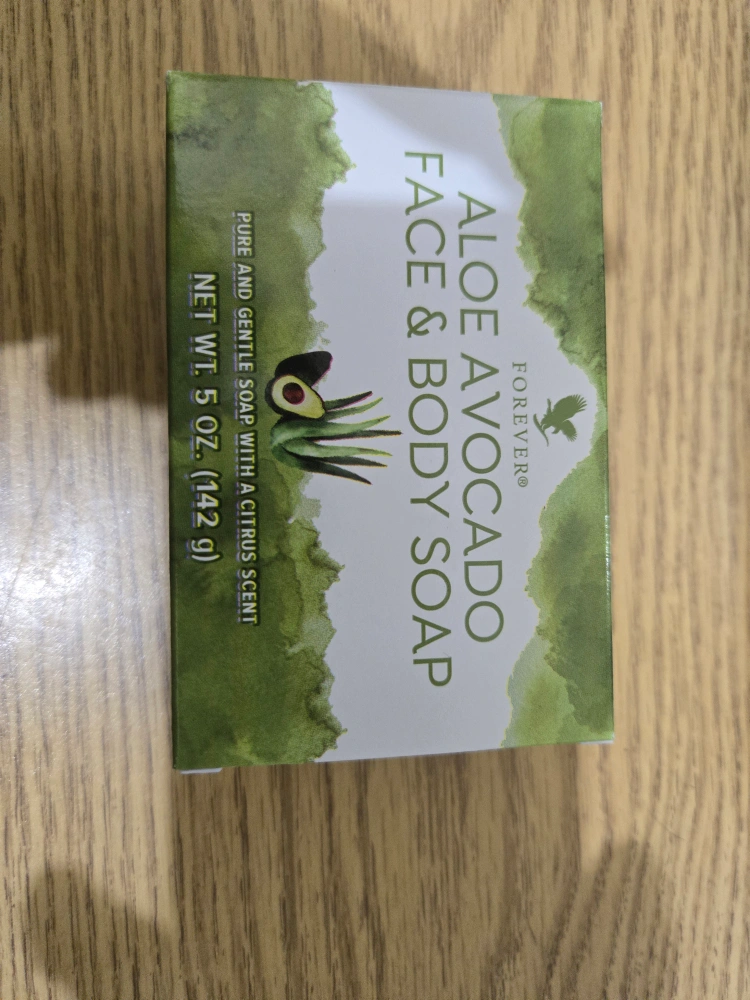 FOREVER®
ALOE AVOCADO
FACE & BODY SOAP
PURE AND GENTLE SOAP WITH A CITRUS SCENT
NET WT. 5 OZ. (142 g)